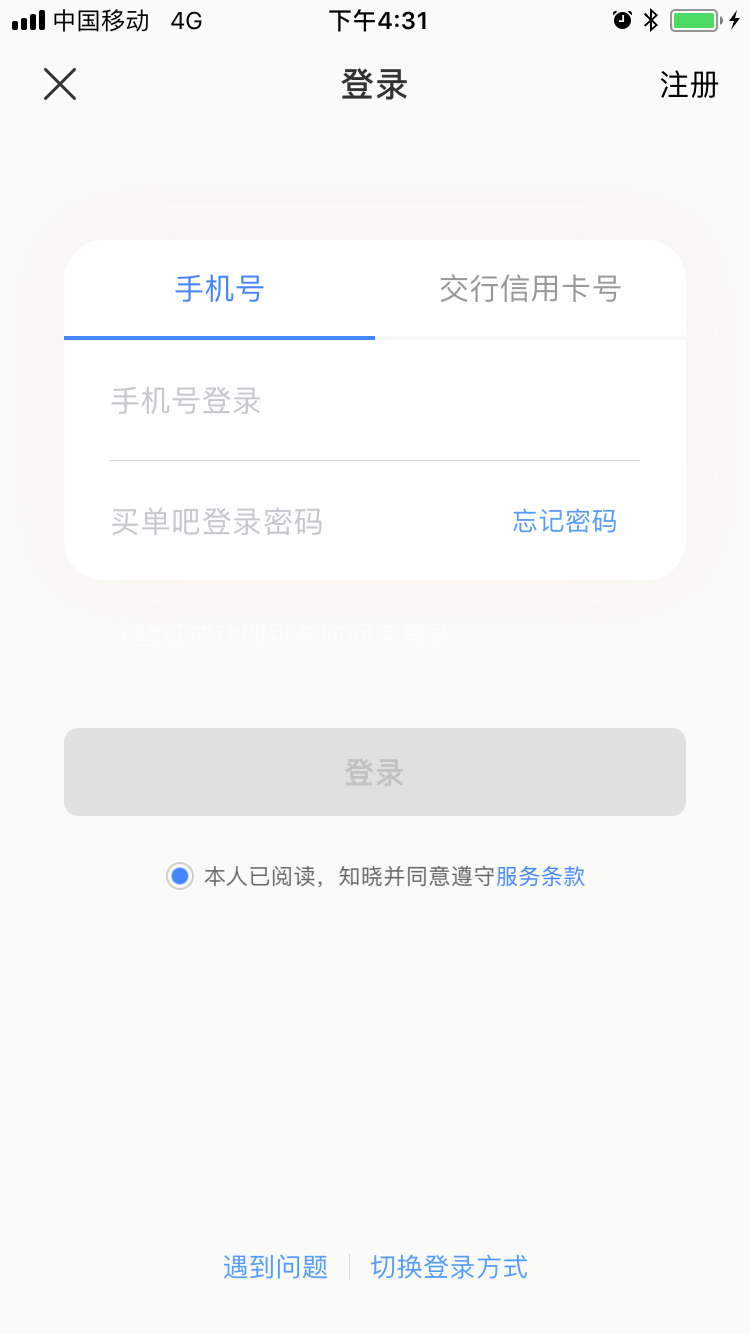 中国移动 4G 下午4:31
登录 注册
手机号 交行信用卡号
手机号登录
买单吧登录密码 忘记密码
登录
本人已阅读，知晓并同意遵守服务条款
遇到问题 切换登录方式